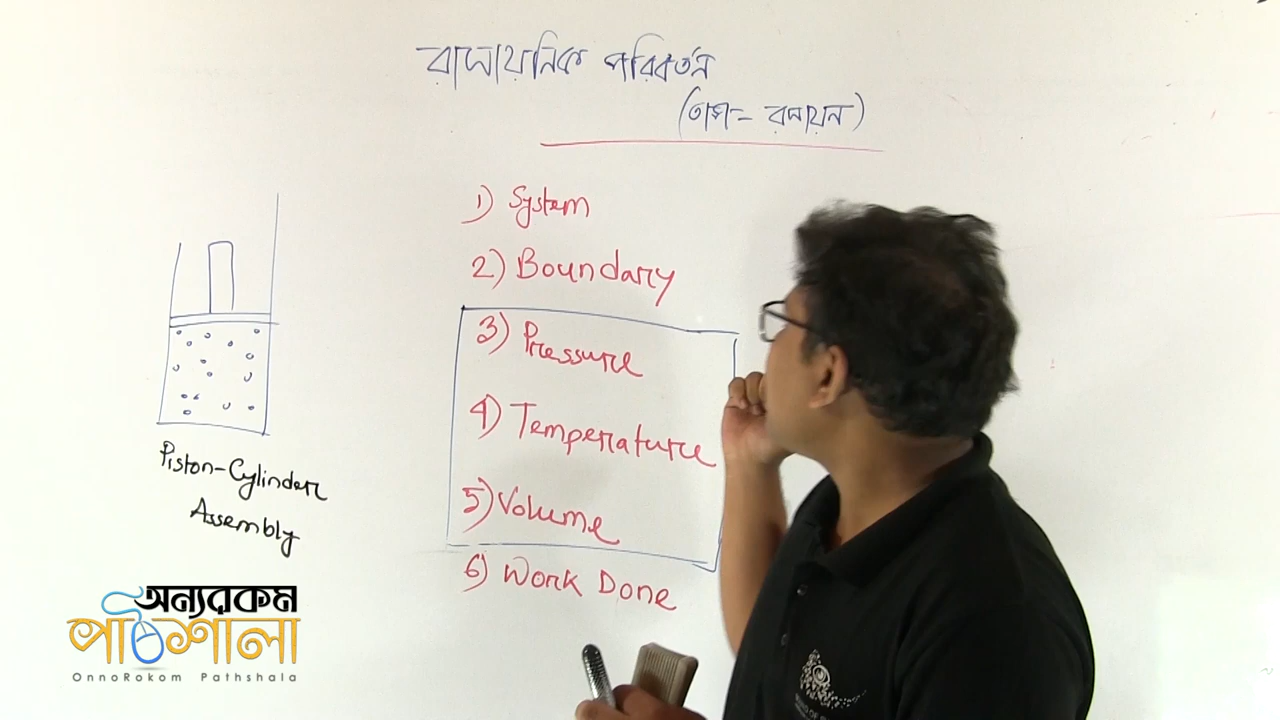 রাসায়নিক পরিবর্তন
(তাপ- রসায়ন)
1) System
2) Boundary
3) Pressure
4) Temperature
5) Volume
6) Work Done
Piston-Cylinder
Assembly
অন্যরকম
পাঠশালা
OnnoRokom Pathshala